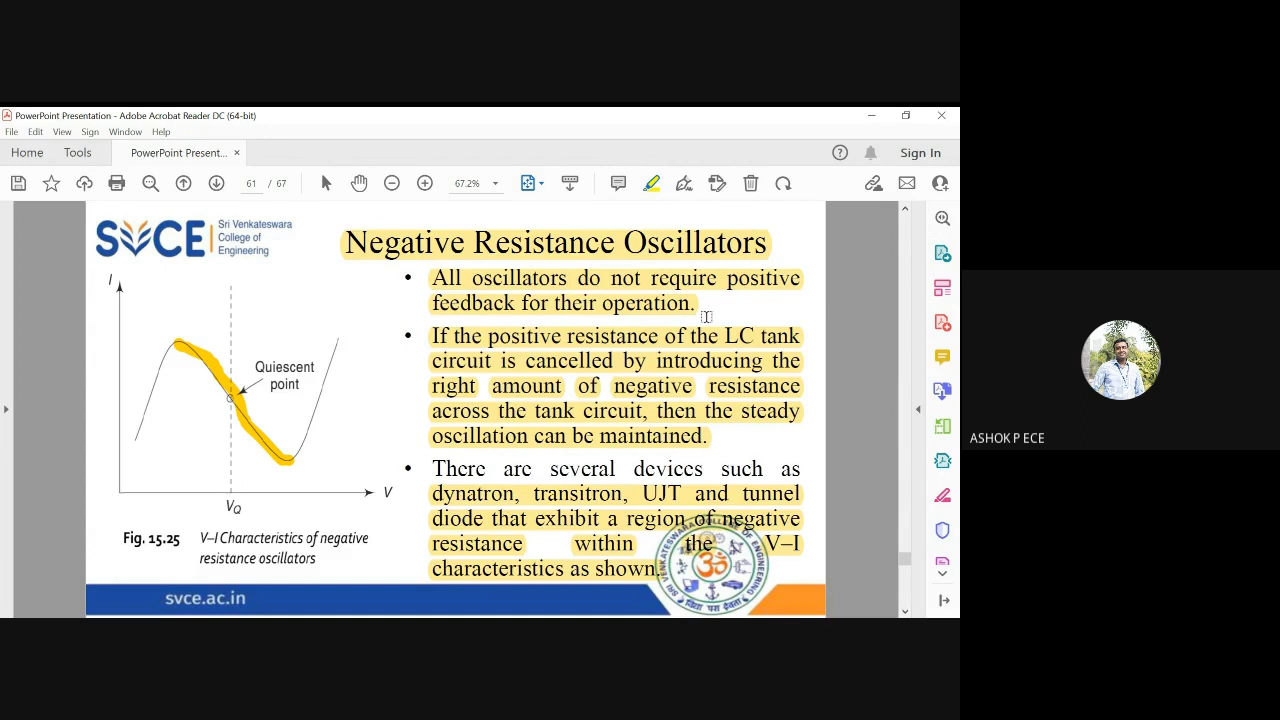 PowerPoint Presentation - Adobe Acrobat Reader DC (64-bit)
File Edit View Sign Window Help
Home Tools PowerPoint Present... × Sign In
61 / 67 67.2%
SVCE
Sri Venkateswara
College of
Engineering
Negative Resistance Oscillators
• All oscillators do not require positive
feedback for their operation.
• If the positive resistance of the LC tank
circuit is cancelled by introducing the
right amount of negative resistance
across the tank circuit, then the steady
oscillation can be maintained.
• There are several devices such as
dynatron, transitron, UJT and tunnel
diode that exhibit a region of negative
resistance within the V–I
characteristics as shown.
I
Quiescent
point
V
VQ
Fig. 15.25 V–I Characteristics of negative
resistance oscillators
svce.ac.in
ASHOK P ECE